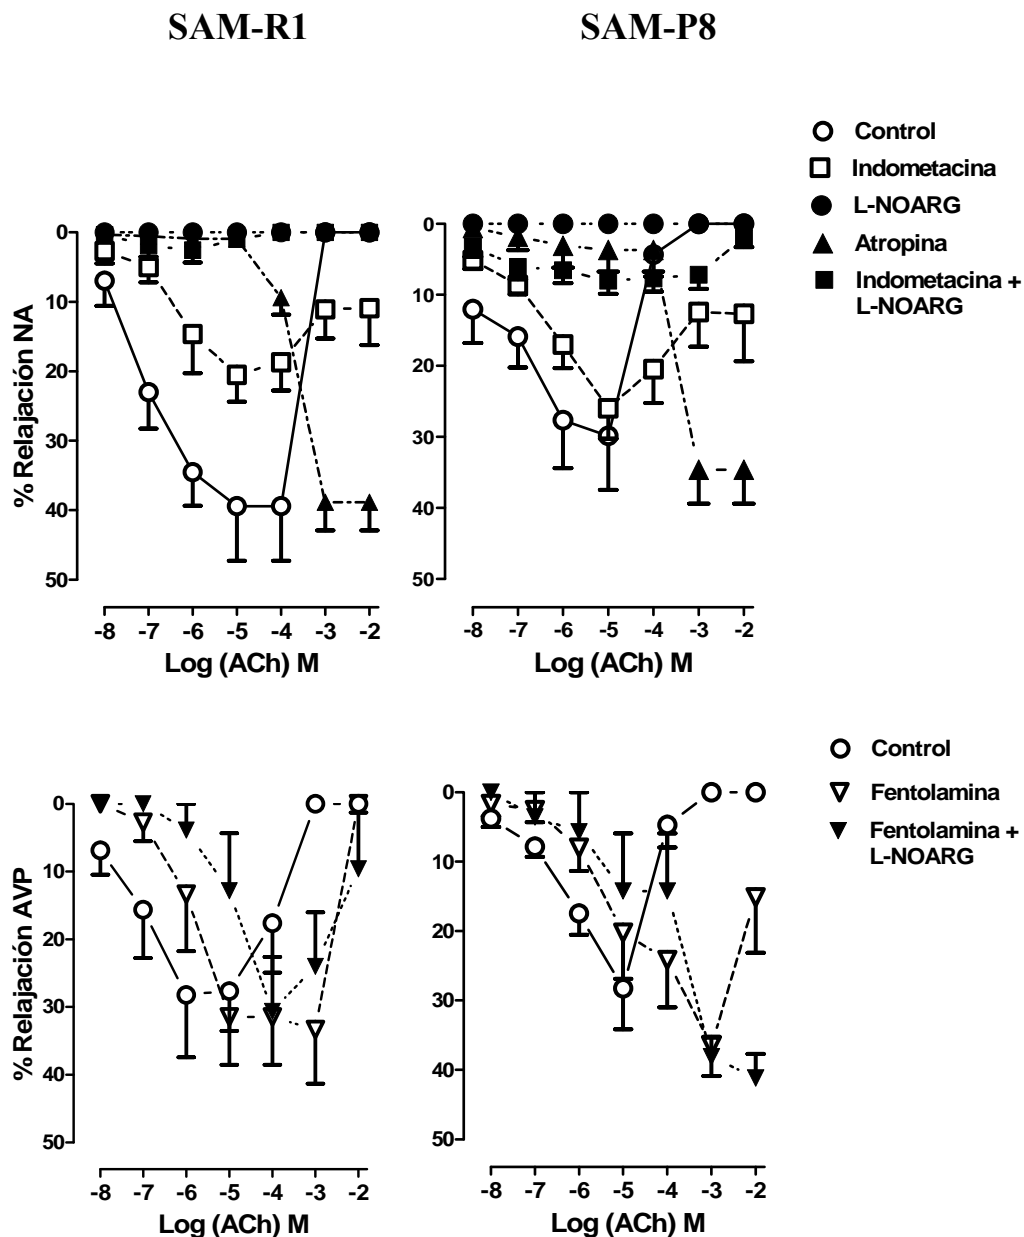 SAM-R1
SAM-P8
Control
Indometacina
L-NOARG
Atropina
Indometacina +
L-NOARG
% Relajación NA
0
10
20
30
40
50
-8 -7 -6 -5 -4 -3 -2
Log (ACh) M
0
10
20
30
40
50
-8 -7 -6 -5 -4 -3 -2
Log (ACh) M
Control
Fentolamina
Fentolamina +
L-NOARG
% Relajación AVP
0
10
20
30
40
50
-8 -7 -6 -5 -4 -3 -2
Log (ACh) M
0
10
20
30
40
50
-8 -7 -6 -5 -4 -3 -2
Log (ACh) M